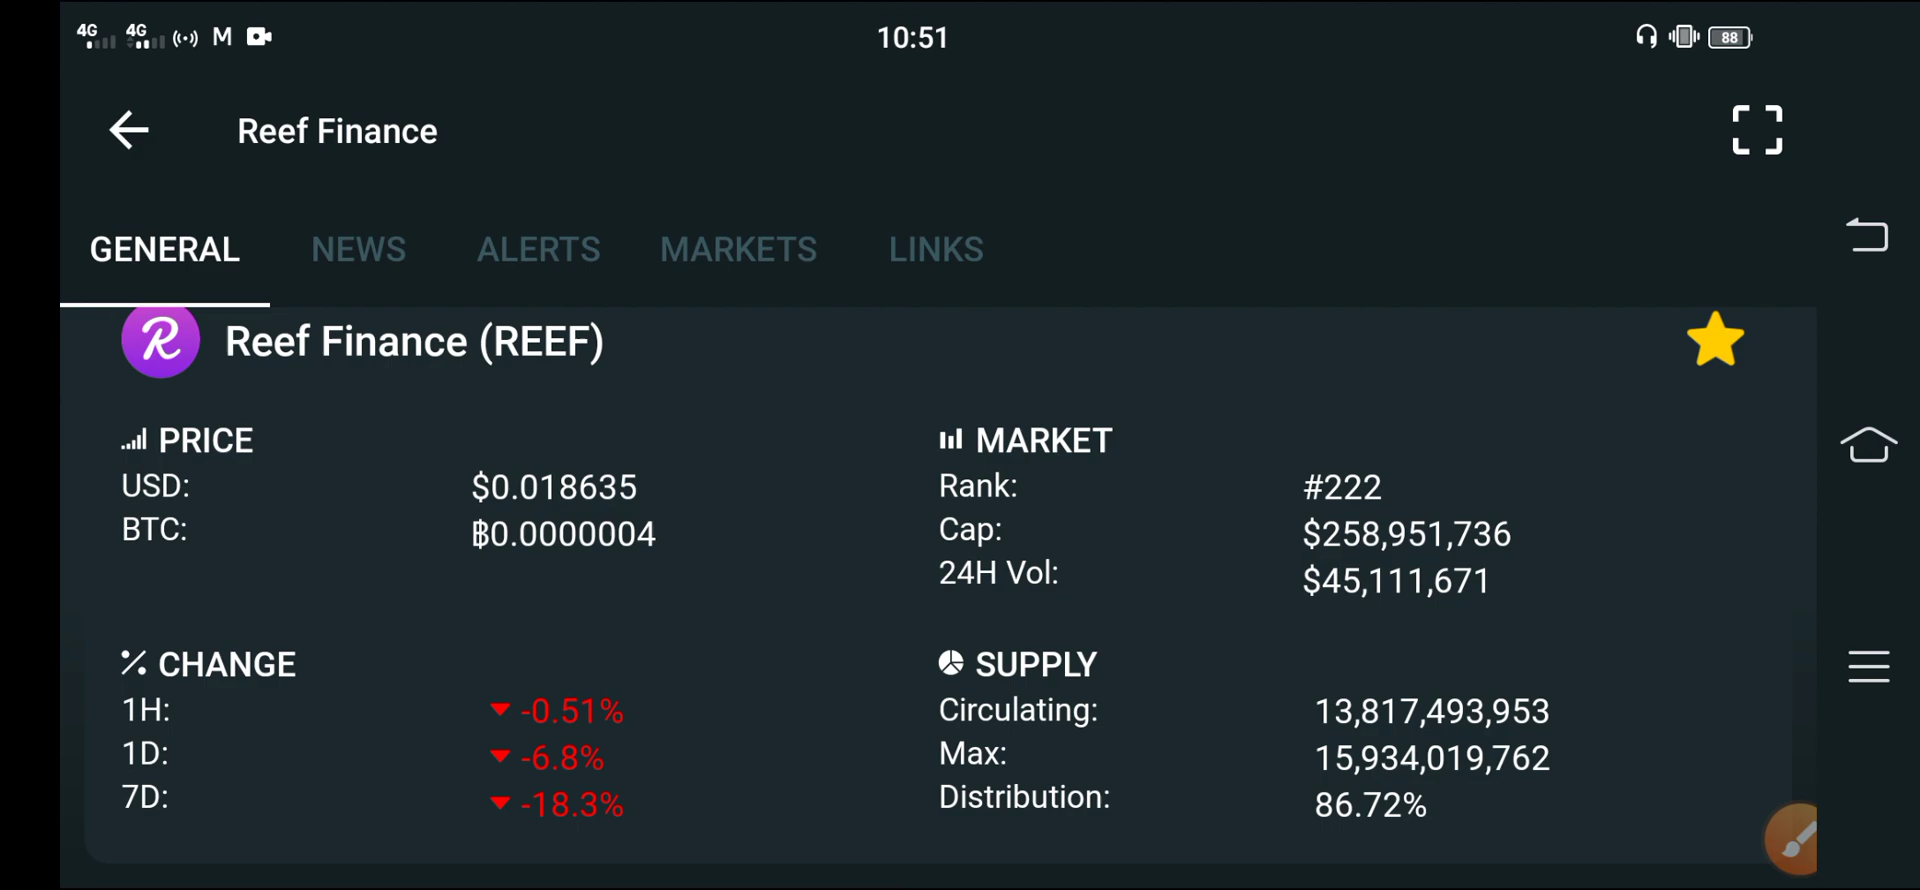 4G 4G M 10:51 88
Reef Finance
GENERAL NEWS ALERTS MARKETS LINKS
R Reef Finance (REEF)
PRICE
USD: $0.018635
BTC: ฿0.0000004
MARKET
Rank: #222
Cap: $258,951,736
24H Vol: $45,111,671
CHANGE
1H: -0.51%
1D: -6.8%
7D: -18.3%
SUPPLY
Circulating: 13,817,493,953
Max: 15,934,019,762
Distribution: 86.72%